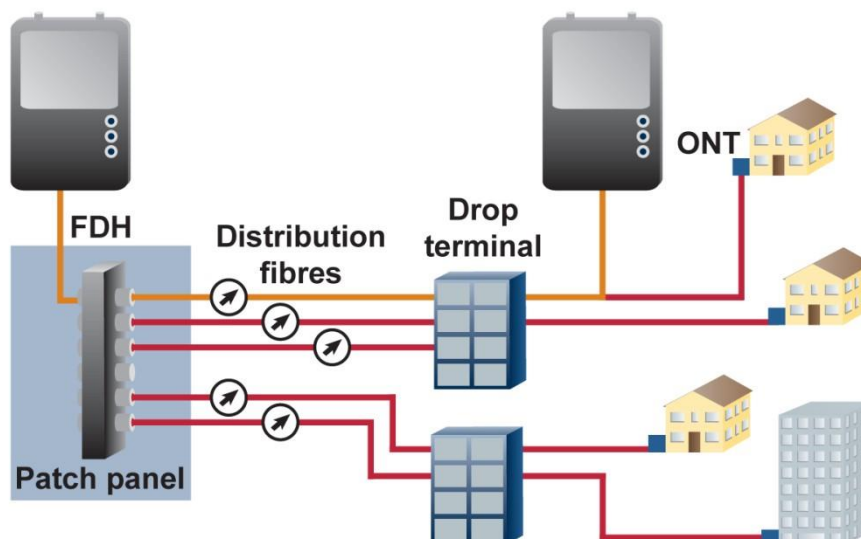 ONT
FDH
Distribution
fibres
Drop
terminal
Patch panel